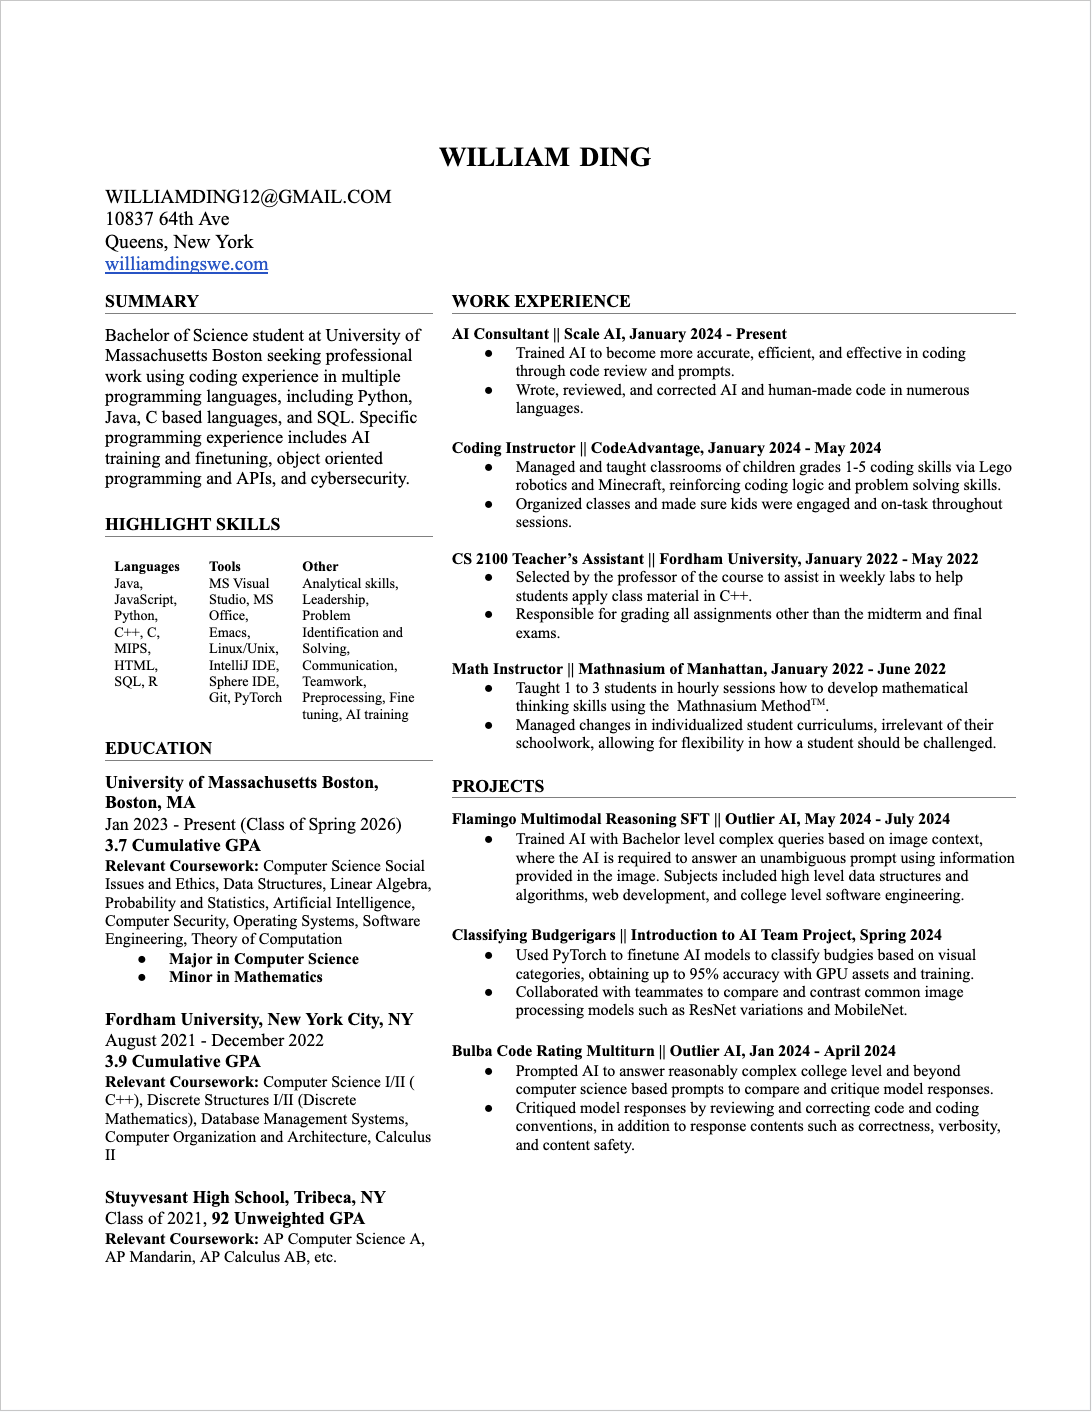 WILLIAM DING
WILLIAMDING12@GMAIL.COM
10837 64th Ave
Queens, New York
williamdingswe.com
SUMMARY
Bachelor of Science student at University of
Massachusetts Boston seeking professional
work using coding experience in multiple
programming languages, including Python,
Java, C based languages, and SQL. Specific
programming experience includes AI
training and finetuning, object oriented
programming and APIs, and cybersecurity.
HIGHLIGHT SKILLS
Languages
Java,
JavaScript,
Python,
C++, C,
MIPS,
HTML,
SQL, R
Tools
MS Visual
Studio, MS
Office,
Emacs,
Linux/Unix,
IntelliJ IDE,
Sphere IDE,
Git, PyTorch
Other
Analytical skills,
Leadership,
Problem
Identification and
Solving,
Communication,
Teamwork,
Preprocessing, Fine
tuning, AI training
EDUCATION
University of Massachusetts Boston,
Boston, MA
Jan 2023 - Present (Class of Spring 2026)
3.7 Cumulative GPA
Relevant Coursework: Computer Science Social
Issues and Ethics, Data Structures, Linear Algebra,
Probability and Statistics, Artificial Intelligence,
Computer Security, Operating Systems, Software
Engineering, Theory of Computation
● Major in Computer Science
● Minor in Mathematics
Fordham University, New York City, NY
August 2021 - December 2022
3.9 Cumulative GPA
Relevant Coursework: Computer Science I/II (
C++), Discrete Structures I/II (Discrete
Mathematics), Database Management Systems,
Computer Organization and Architecture, Calculus
II
Stuyvesant High School, Tribeca, NY
Class of 2021, 92 Unweighted GPA
Relevant Coursework: AP Computer Science A,
AP Mandarin, AP Calculus AB, etc.
WORK EXPERIENCE
AI Consultant || Scale AI, January 2024 - Present
● Trained AI to become more accurate, efficient, and effective in coding
through code review and prompts.
● Wrote, reviewed, and corrected AI and human-made code in numerous
languages.
Coding Instructor || CodeAdvantage, January 2024 - May 2024
● Managed and taught classrooms of children grades 1-5 coding skills via Lego
robotics and Minecraft, reinforcing coding logic and problem solving skills.
● Organized classes and made sure kids were engaged and on-task throughout
sessions.
CS 2100 Teacher’s Assistant || Fordham University, January 2022 - May 2022
● Selected by the professor of the course to assist in weekly labs to help
students apply class material in C++.
● Responsible for grading all assignments other than the midterm and final
exams.
Math Instructor || Mathnasium of Manhattan, January 2022 - June 2022
● Taught 1 to 3 students in hourly sessions how to develop mathematical
thinking skills using the Mathnasium Method™.
● Managed changes in individualized student curriculums, irrelevant of their
schoolwork, allowing for flexibility in how a student should be challenged.
PROJECTS
Flamingo Multimodal Reasoning SFT || Outlier AI, May 2024 - July 2024
● Trained AI with Bachelor level complex queries based on image context,
where the AI is required to answer an unambiguous prompt using information
provided in the image. Subjects included high level data structures and
algorithms, web development, and college level software engineering.
Classifying Budgerigars || Introduction to AI Team Project, Spring 2024
● Used PyTorch to finetune AI models to classify budgies based on visual
categories, obtaining up to 95% accuracy with GPU assets and training.
● Collaborated with teammates to compare and contrast common image
processing models such as ResNet variations and MobileNet.
Bulba Code Rating Multiturn || Outlier AI, Jan 2024 - April 2024
● Prompted AI to answer reasonably complex college level and beyond
computer science based prompts to compare and critique model responses.
● Critiqued model responses by reviewing and correcting code and coding
conventions, in addition to response contents such as correctness, verbosity,
and content safety.